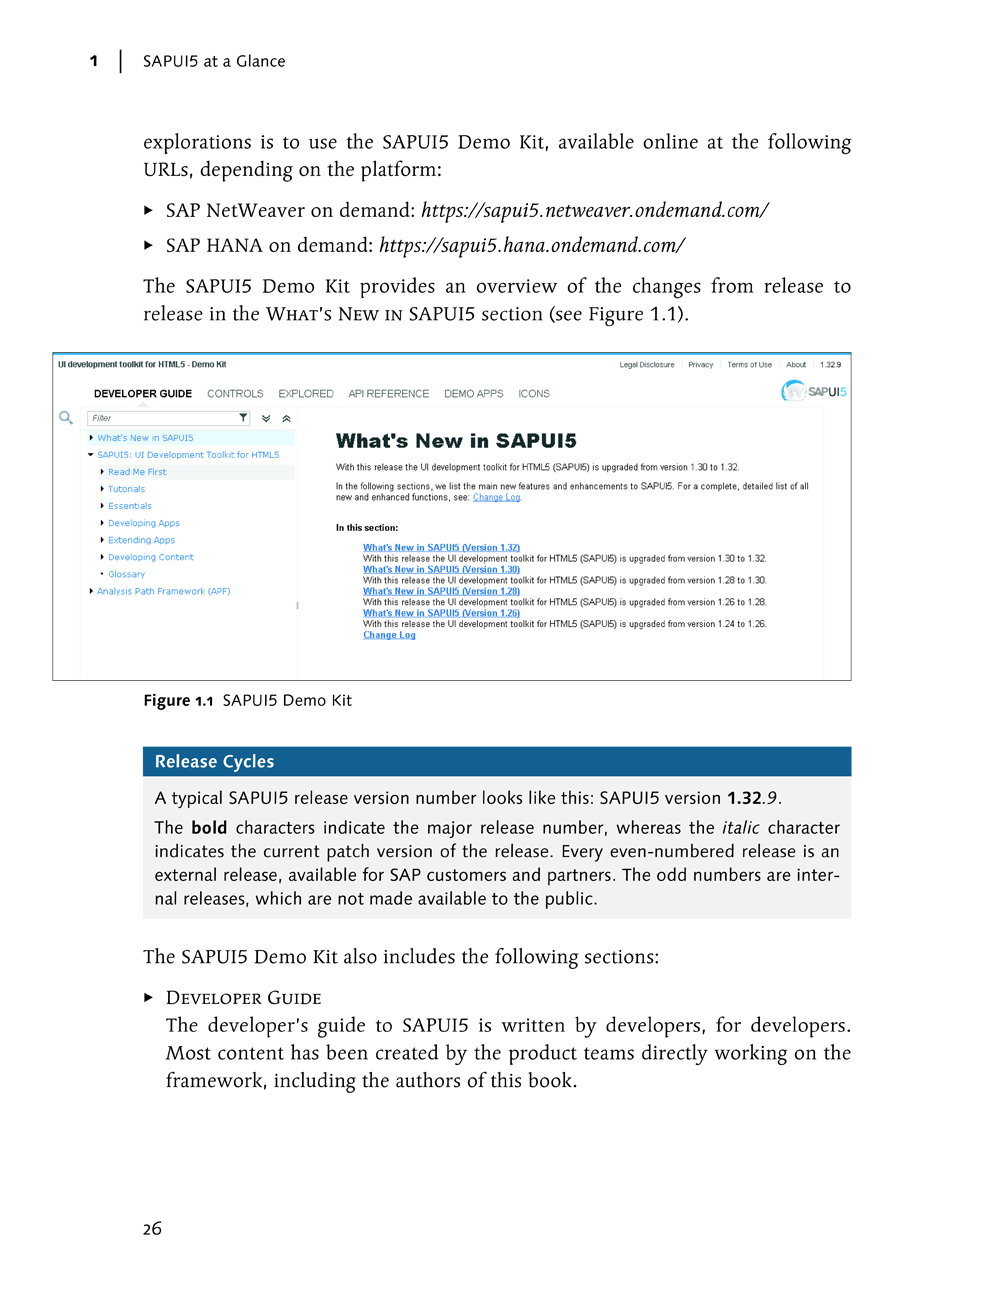 1 SAPUI5 at a Glance
explorations is to use the SAPUI5 Demo Kit, available online at the following
URLs, depending on the platform:
▶ SAP NetWeaver on demand: https://sapui5.netweaver.ondemand.com/
▶ SAP HANA on demand: https://sapui5.hana.ondemand.com/
The SAPUI5 Demo Kit provides an overview of the changes from release to
release in the What's New in SAPUI5 section (see Figure 1.1).
UI development toolkit for HTML5 - Demo Kit
Legal Disclosure Privacy Terms of Use About 1.32.9
DEVELOPER GUIDE CONTROLS EXPLORED API REFERENCE DEMO APPS ICONS
SAPUI5
Filter
What's New in SAPUI5
SAPUI5: UI Development Toolkit for HTML5
Read Me First
Tutorials
Essentials
Developing Apps
Extending Apps
Developing Content
Glossary
Analysis Path Framework (APF)
What's New in SAPUI5
With this release the UI development toolkit for HTML5 (SAPUI5) is upgraded from version 1.30 to 1.32.
In the following sections, we list the main new features and enhancements to SAPUI5. For a complete, detailed list of all
new and enhanced functions, see: Change Log.
In this section:
What's New in SAPUI5 (Version 1.32)
With this release the UI development toolkit for HTML5 (SAPUI5) is upgraded from version 1.30 to 1.32.
What's New in SAPUI5 (Version 1.30)
With this release the UI development toolkit for HTML5 (SAPUI5) is upgraded from version 1.28 to 1.30.
What's New in SAPUI5 (Version 1.28)
With this release the UI development toolkit for HTML5 (SAPUI5) is upgraded from version 1.26 to 1.28.
What's New in SAPUI5 (Version 1.26)
With this release the UI development toolkit for HTML5 (SAPUI5) is upgraded from version 1.24 to 1.26.
Change Log
Figure 1.1 SAPUI5 Demo Kit
Release Cycles
A typical SAPUI5 release version number looks like this: SAPUI5 version 1.32.9.
The bold characters indicate the major release number, whereas the italic character
indicates the current patch version of the release. Every even-numbered release is an
external release, available for SAP customers and partners. The odd numbers are inter-
nal releases, which are not made available to the public.
The SAPUI5 Demo Kit also includes the following sections:
▶ Developer Guide
The developer's guide to SAPUI5 is written by developers, for developers.
Most content has been created by the product teams directly working on the
framework, including the authors of this book.
26